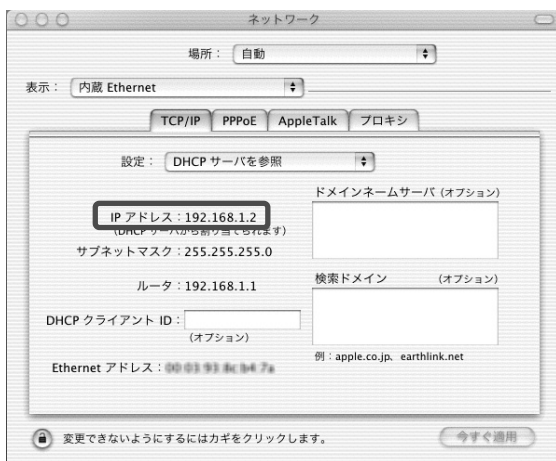 ネットワーク
場所： 自動
表示： 内蔵 Ethernet
TCP/IP PPPoE AppleTalk プロキシ
設定： DHCP サーバを参照
ドメインネームサーバ (オプション)
IP アドレス：192.168.1.2
(DHCP サーバから割り当てられます)
サブネットマスク：255.255.255.0
ルータ：192.168.1.1
検索ドメイン (オプション)
DHCP クライアント ID：
(オプション)
例：apple.co.jp、earthlink.net
Ethernet アドレス：
変更できないようにするにはカギをクリックします。
今すぐ適用